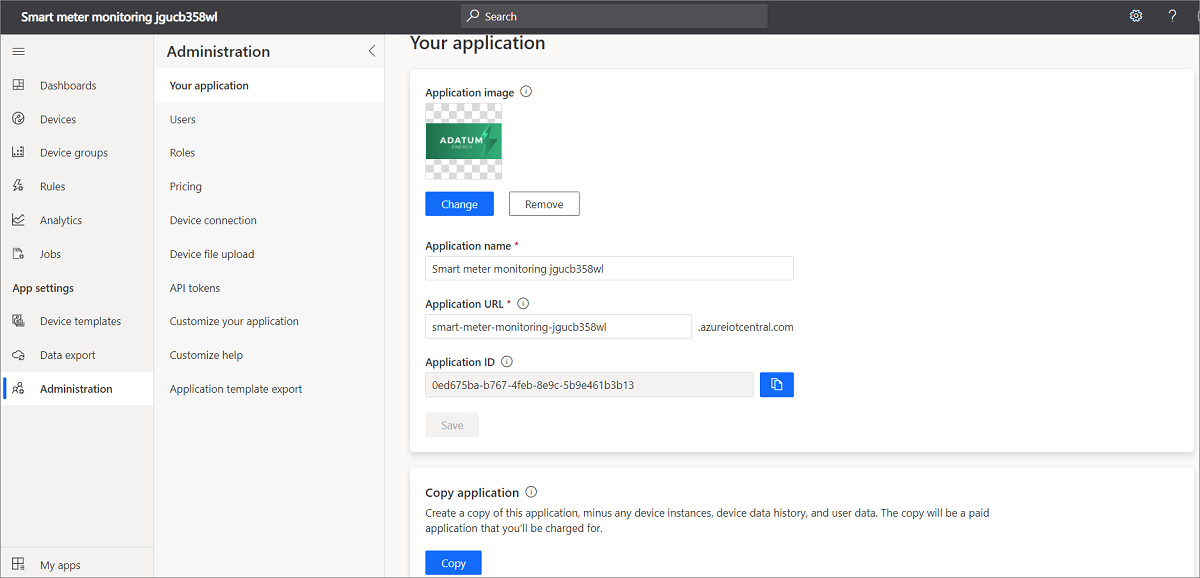 Smart meter monitoring jgucb358wl
Search
?
Dashboards
Devices
Device groups
Rules
Analytics
Jobs
App settings
Device templates
Data export
Administration
My apps
Administration
Your application
Users
Roles
Pricing
Device connection
Device file upload
API tokens
Customize your application
Customize help
Application template export
Your application
Application image
ADATUM
ENERGY
Change
Remove
Application name *
Smart meter monitoring jgucb358wl
Application URL *
smart-meter-monitoring-jgucb358wl
.azureiotcentral.com
Application ID
0ed675ba-b767-4feb-8e9c-5b9e461b3b13
Save
Copy application
Create a copy of this application, minus any device instances, device data history, and user data. The copy will be a paid
application that you'll be charged for.
Copy